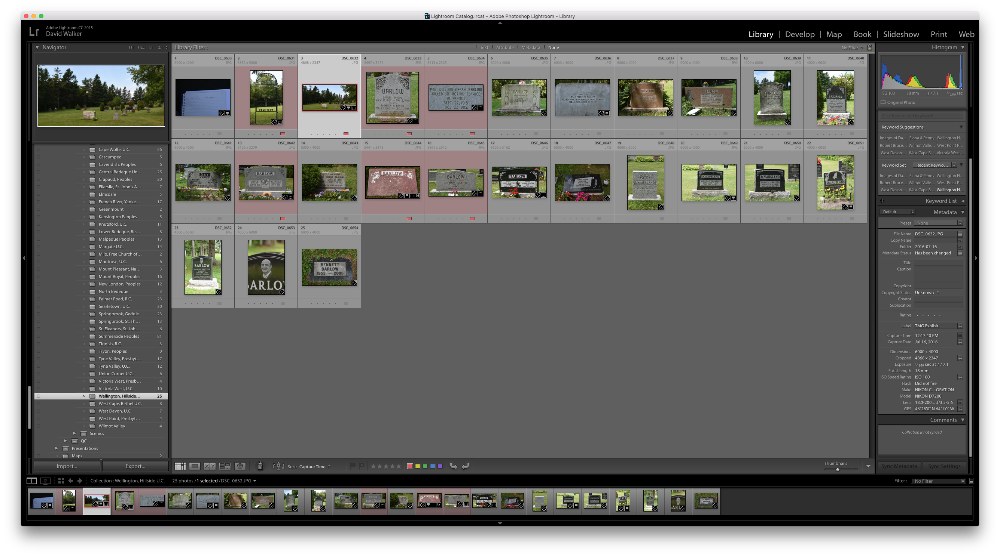 Lightroom Catalog.lrcat - Adobe Photoshop Lightroom - Library
Lr
Adobe Lightroom CC 2015
David Walker
Library | Develop | Map | Book | Slideshow | Print | Web
Navigator FIT FILL 1:1 2:1
Cape Wolfe, U.C. 26
Cascumpec 5
Cavendish, Peoples 6
Central Bedeque Un... 25
Crapaud, Peoples 20
Ellerslie, St. John's A... 7
Elmsdale 5
French River, Yanke... 17
Greenmount 2
Kensington Peoples 5
Knutsford, U.C. 11
Lower Bedeque, Be... 8
Malpeque Peoples 13
Margate U.C. 14
Milo, Free Church of... 2
Montrose, U.C. 6
Mount Pleasant, Na... 3
Mount Royal, Peoples 16
New London, Peoples 12
North Bedeque 3
Palmer Road, R.C. 23
Searletown, U.C. 30
Springbrook, Geddie 23
Springbrook, St. Th... 13
St. Eleanors, St. Joh... 6
Summerside Peoples 81
Tignish, R.C. 3
Tryon, Peoples 0
Tyne Valley, Presbyt... 17
Tyne Valley, U.C. 12
Union Corner U.C. 6
Victoria West, Presb... 4
Victoria West, U.C. 10
Wellington, Hillside... 25
West Cape, Bethel U.C. 8
West Devon, U.C. 7
West Point, Presbyt... 4
Wilmot Valley 4
Scenics
QC
Presentations
Maps 2
Import... Export...
Library Filter : Text Attribute Metadata None No Filter
1 DSC_0630
6000 x 4000 JPG
2 DSC_0631
3332 x 5600 JPG
CEMETERY
3 DSC_0632
4868 x 2347 JPG
4 DSC_0633
3497 x 3471 JPG
BARLOW
5 DSC_0634
5413 x 2525 JPG
PTE. WILLIAM HARRY BARLOW
KILLED IN ACTIVE SERVICE
IN FRANCE
SEPT. 27, 1918
AGE 22 YRS.
6 DSC_0635
6000 x 4000 JPG
BARLOW
7 DSC_0636
6000 x 4000 JPG
8 DSC_0637
6000 x 4000 JPG
BARLOW
9 DSC_0638
6000 x 4000 JPG
BARLOW
10 DSC_0639
4000 x 6000 JPG
BARLOW
11 DSC_0640
4000 x 6000 JPG
BARLOW
12 DSC_0641
6000 x 4000 JPG
DAY
13 DSC_0642
5126 x 3279 JPG
BARLOW
14 DSC_0643
6000 x 4000 JPG
15 DSC_0644
5441 x 3178 JPG
BARLOW
16 DSC_0645
5891 x 2912 JPG
BARLOW
17 DSC_0646
5609 x 3162 JPG
BARLOW
18 DSC_0647
6000 x 4000 JPG
BARLOW
19 DSC_0648
4000 x 6000 JPG
MACAUSLAND
20 DSC_0649
6000 x 4000 JPG
MACAUSLAND
21 DSC_0650
6000 x 4000 JPG
MACAUSLAND
22 DSC_0651
4000 x 6000 JPG
MACAUSLAND
23 DSC_0652
4000 x 6000 JPG
BARLOW
SAMUEL PRESTON
BARLOW
24 DSC_0653
4000 x 6000 JPG
ARLO
25 DSC_0654
6000 x 4000 JPG
BENNETT
BARLOW
1953 — 2005
Sort: Capture Time
Thumbnails
Histogram
ISO 100 18 mm ƒ / 7.1 1/160 sec
Original Photo
Click here to add keywords
Keyword Suggestions
Images of Da... Fiona & Penny Wellington H...
Robert Bruce... Wilmot Valle... West Point P...
West Devon... West Cape B... Victoria West...
Keyword Set Recent Keywo...
Images of Da... Fiona & Penny Wellington H...
Robert Bruce... Wilmot Valle... West Point P...
West Devon... West Cape B... Wellington H...
+ Keyword List
Default Metadata
Preset None
File Name DSC_0632.JPG
Copy Name
Folder 2016-07-16
Metadata Status Has been changed
Title
Caption
Copyright
Copyright Status Unknown
Creator
Sublocation
Rating
Label TMG Exhibit
Capture Time 12:17:40 PM
Capture Date Jul 16, 2016
Dimensions 6000 x 4000
Cropped 4868 x 2347
Exposure 1/160 sec at ƒ / 7.1
Focal Length 18 mm
ISO Speed Rating ISO 100
Flash Did not fire
Make NIKON C...ORATION
Model NIKON D7200
Lens 18.0-200....f/3.5-5.6
GPS 46°28'0" N 64°1'0" W
Comments
Collection is not synced
Sync Metadata Sync Settings
1 2 Collection : Wellington, Hillside U.C. 25 photos / 1 selected / DSC_0632.JPG
Filter : No Filter